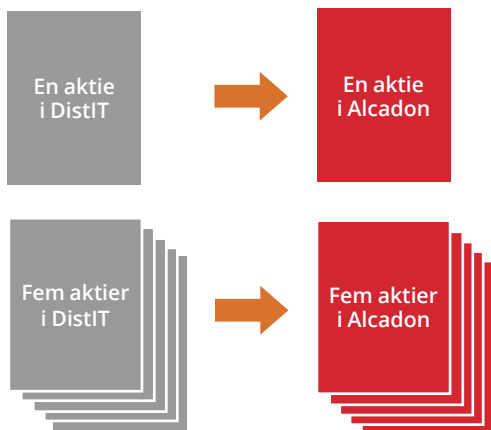 En aktie
i DistIT
En aktie
i Alcadon
Fem aktier
i DistIT
Fem aktier
i Alcadon